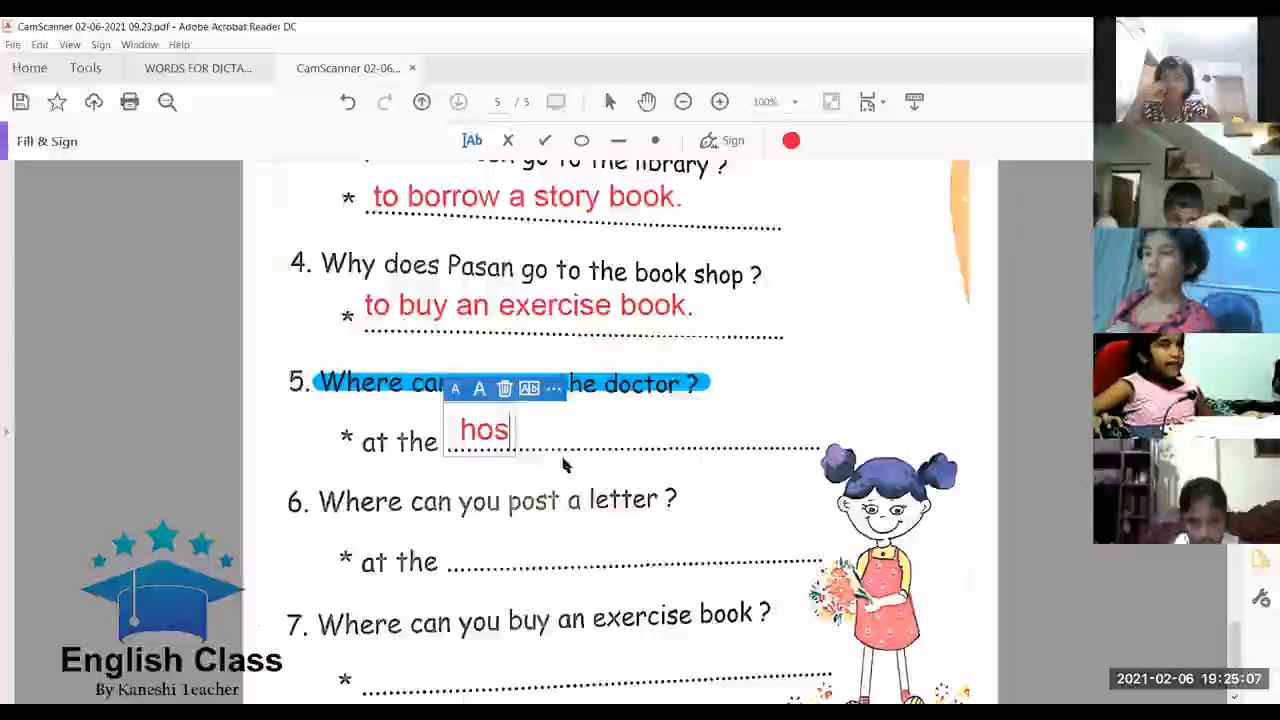 CamScanner 02-06-2021 09.23.pdf - Adobe Acrobat Reader DC
File Edit View Sign Window Help
Home Tools WORDS FOR DICTA... CamScanner 02-06... ×
5 / 5 100%
Fill & Sign
Ab Sign
go to the library ?
* to borrow a story book.
4. Why does Pasan go to the book shop ?
* to buy an exercise book.
5. Where can he doctor ?
A A Ab ...
* at the hos
6. Where can you post a letter ?
* at the
7. Where can you buy an exercise book ?
*
English Class
By Kaneshi Teacher
2021-02-06 19:25:07